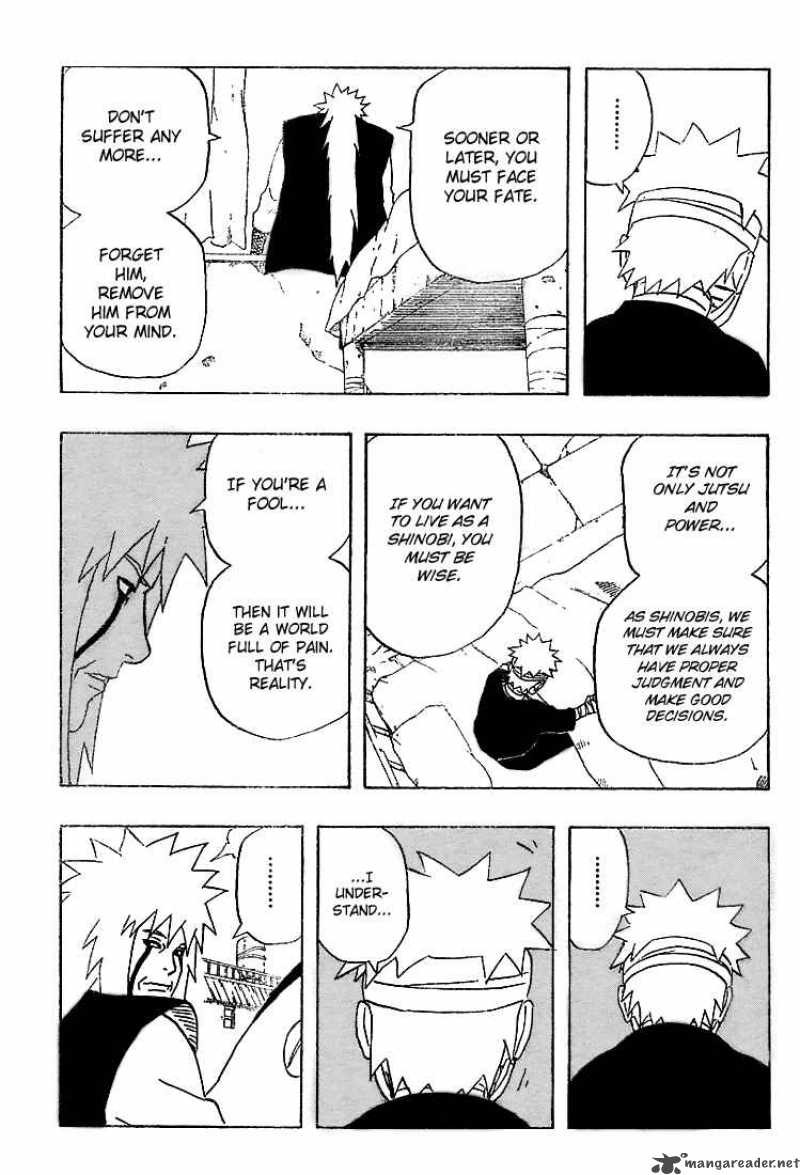 .........
SOONER OR
LATER, YOU
MUST FACE
YOUR FATE.
DON'T
SUFFER ANY
MORE...
FORGET
HIM,
REMOVE
HIM FROM
YOUR MIND.
IT'S NOT
ONLY JUTSU
AND
POWER...
AS SHINOBIS, WE
MUST MAKE SURE
THAT WE ALWAYS
HAVE PROPER
JUDGMENT AND
MAKE GOOD
DECISIONS.
IF YOU WANT
TO LIVE AS A
SHINOBI, YOU
MUST BE
WISE.
IF YOU'RE A
FOOL...
THEN IT WILL
BE A WORLD
FULL OF PAIN.
THAT'S
REALITY.
.........
...I
UNDER-
STAND...
.........
mangareader.net